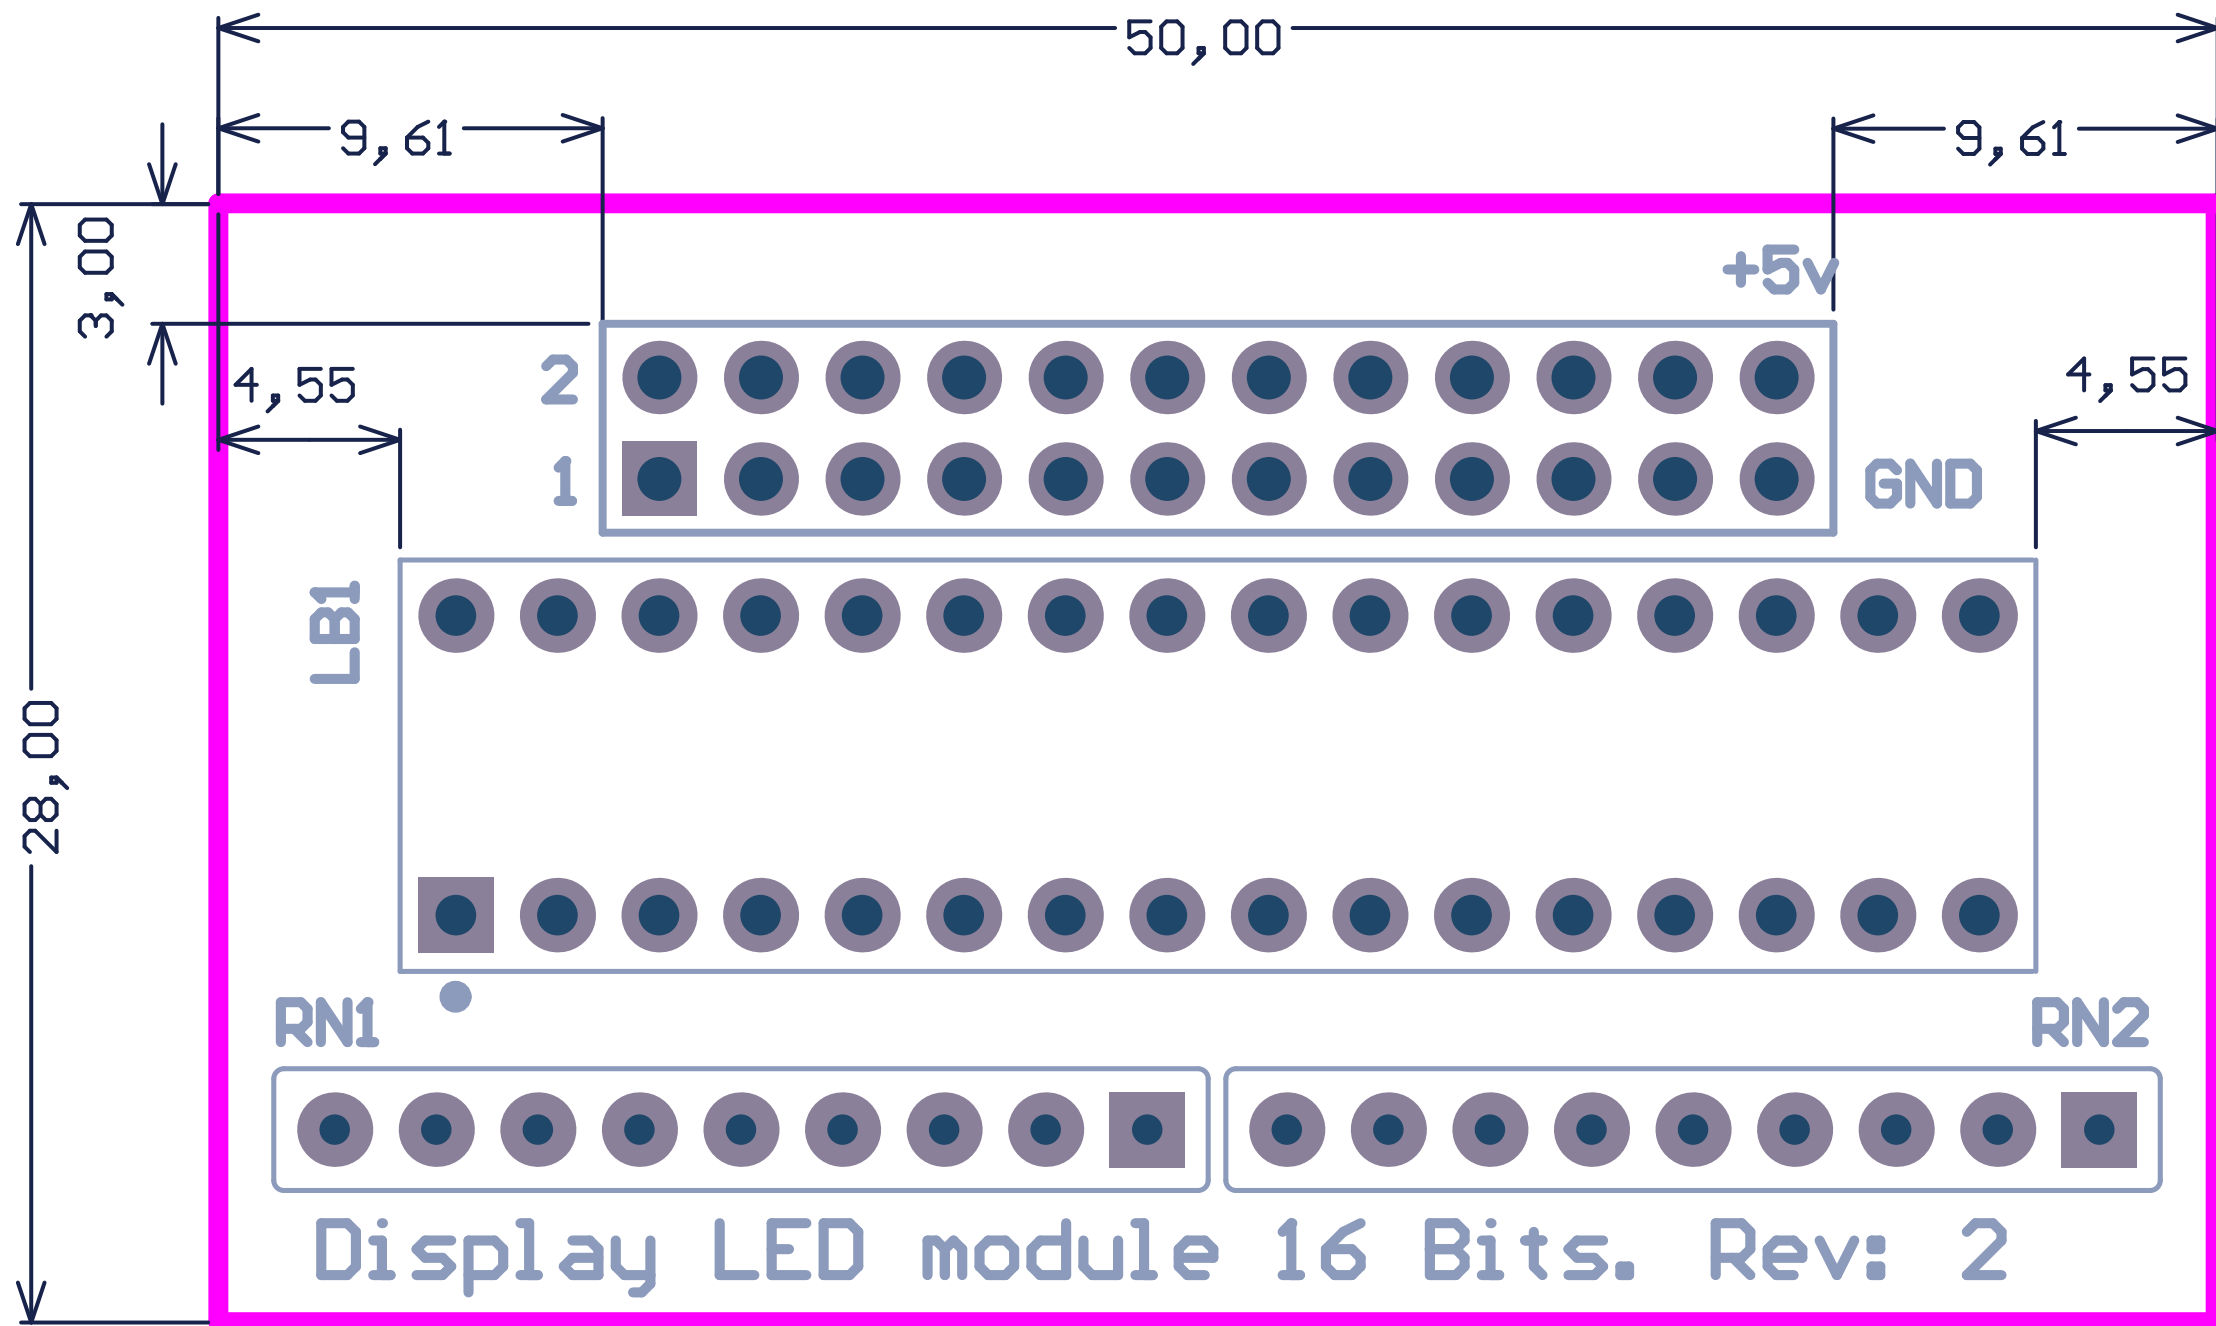 50,00
9,61
9,61
3,00
+5v
2
4,55
4,55
1
GND
LB1
28,00
RN1
RN2
Display LED module 16 Bits. Rev: 2